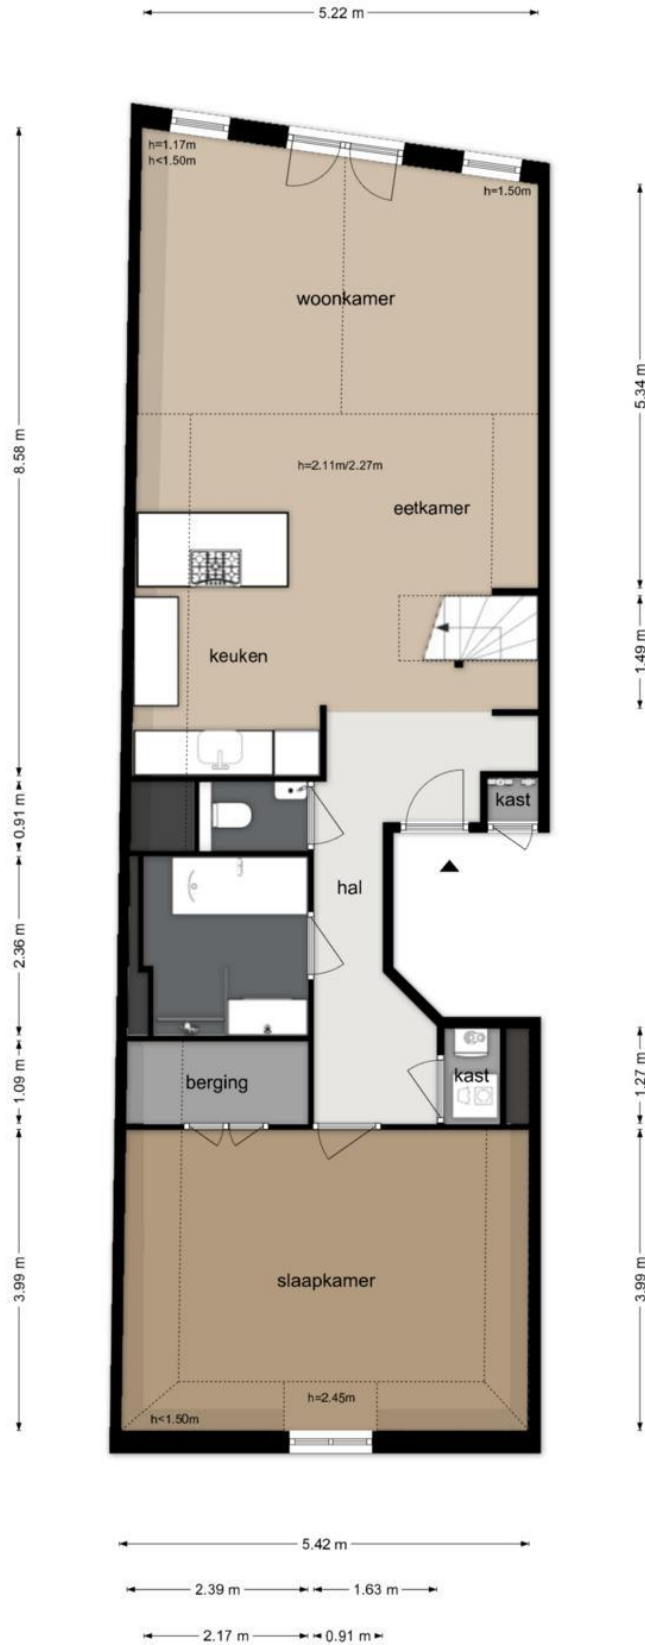 5.22 m
h=1.17m
h<1.50m
h=1.50m
woonkamer
5.34 m
8.58 m
h=2.11m/2.27m
eetkamer
keuken
1.49 m
kast
0.91 m
hal
2.36 m
kast
berging
1.09 m
1.27 m
slaapkamer
3.99 m
3.99 m
h=2.45m
h<1.50m
5.42 m
2.39 m
1.63 m
2.17 m
0.91 m